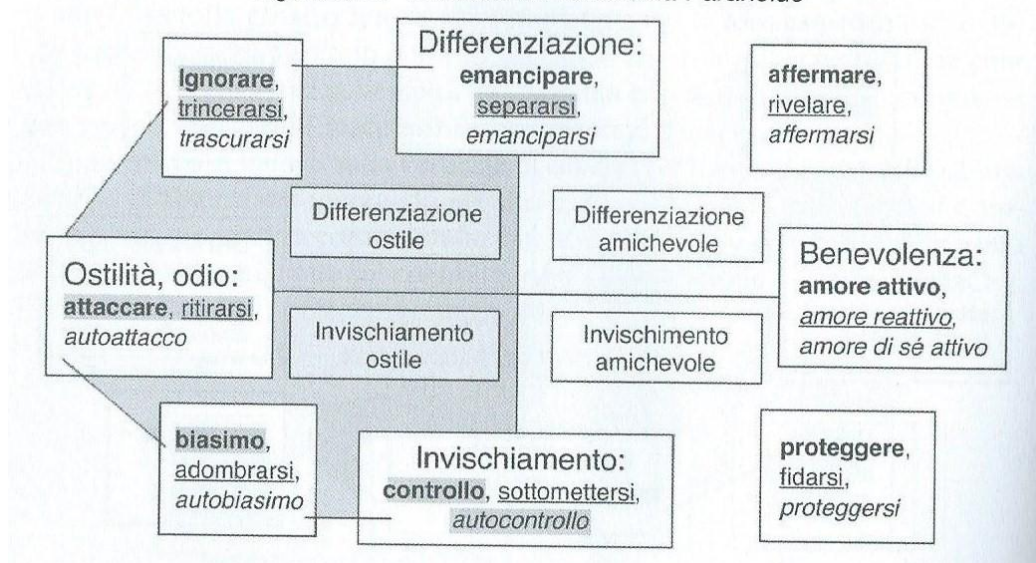 Differenziazione:
emancipare,
separarsi,
emanciparsi
Ignorare,
trincerarsi,
trascurarsi
affermare,
rivelare,
affermarsi
Differenziazione
ostile
Differenziazione
amichevole
Ostilità, odio:
attaccare, ritirarsi,
autoattacco
Benevolenza:
amore attivo,
amore reattivo,
amore di sé attivo
Invischiamento
ostile
Invischimento
amichevole
biasimo,
adombrarsi,
autobiasimo
Invischiamento:
controllo, sottomettersi,
autocontrollo
proteggere,
fidarsi,
proteggersi